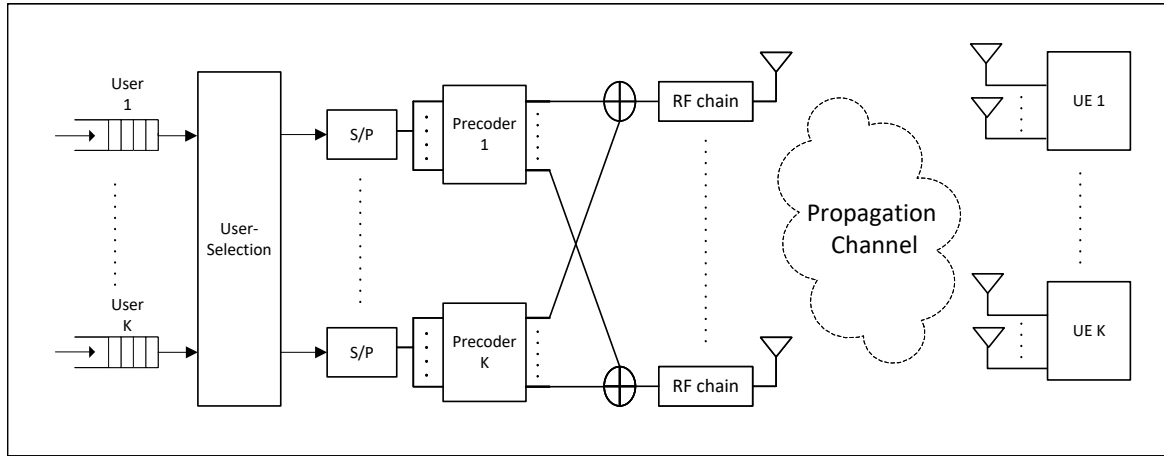 User
1
User-
Selection
S/P
Precoder
1
RF chain
Propagation
Channel
UE 1
User
K
S/P
Precoder
K
RF chain
UE K